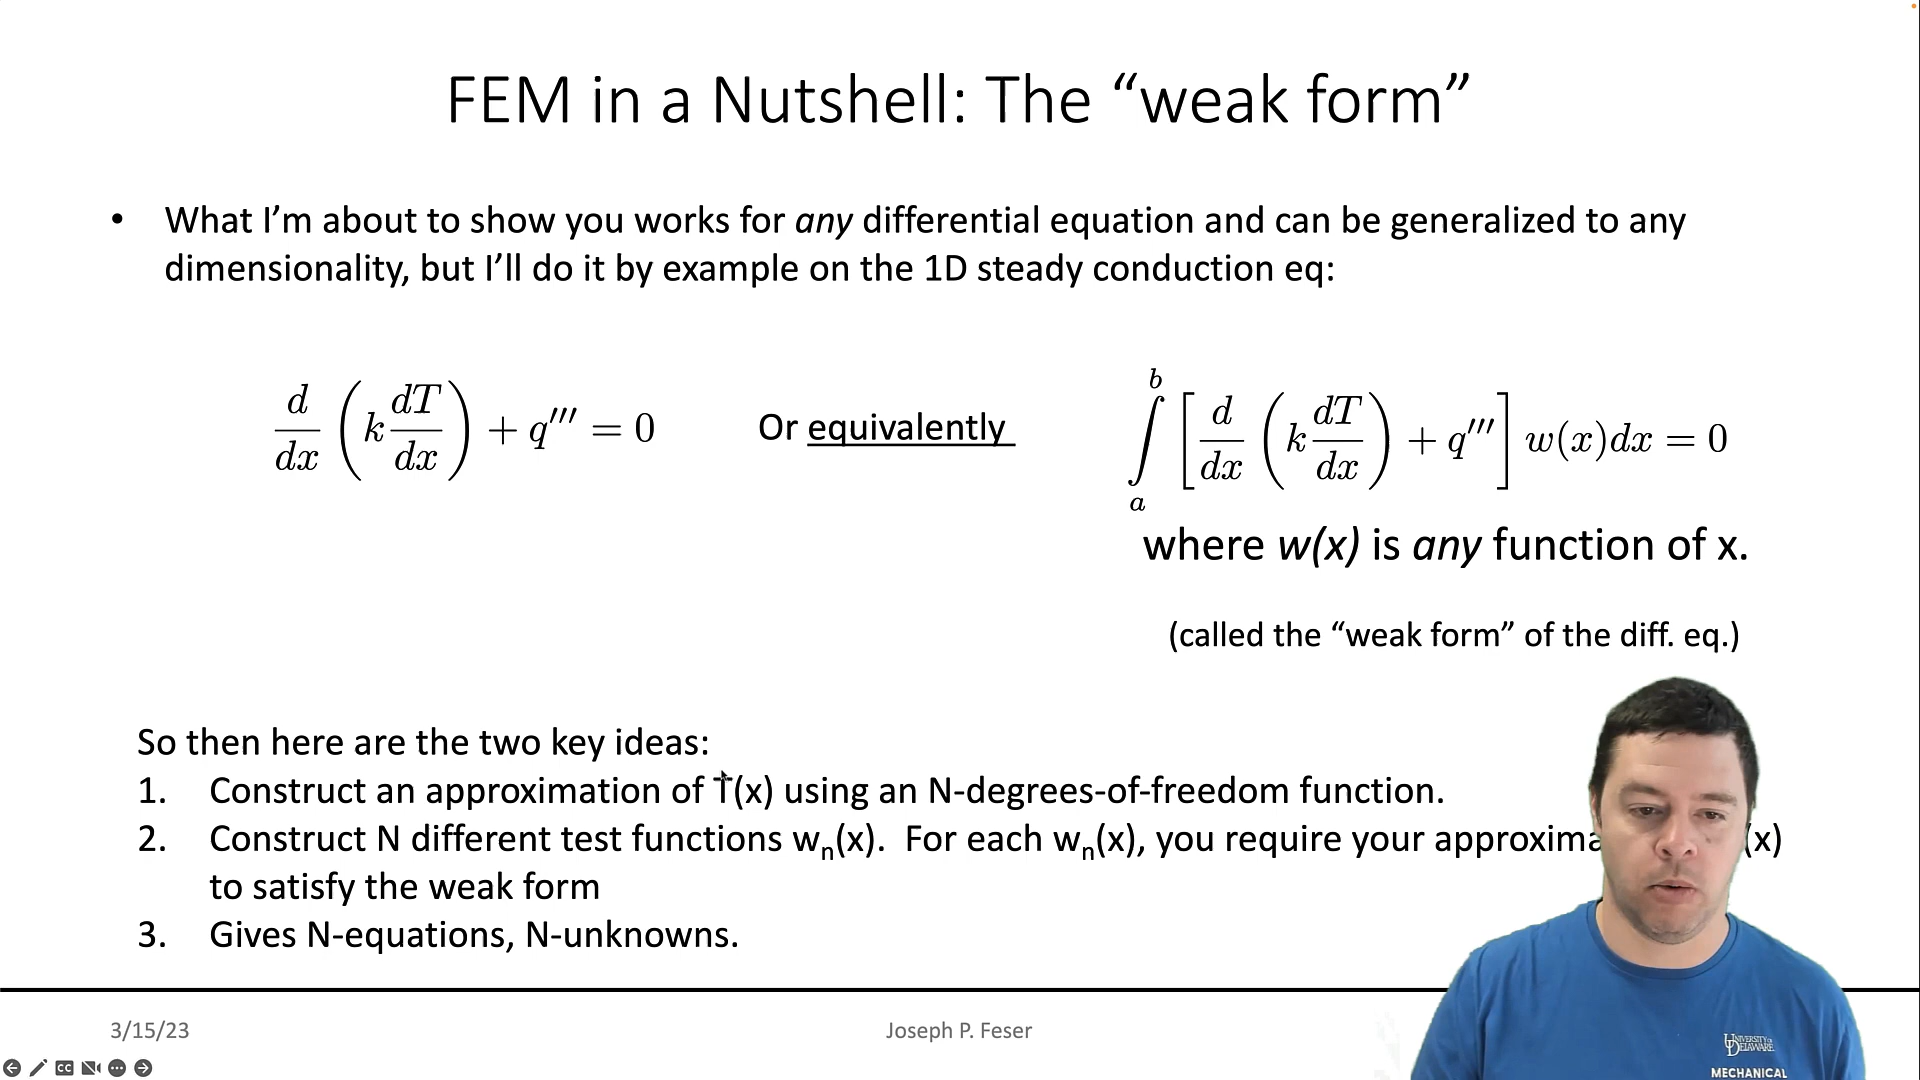 FEM in a Nutshell: The “weak form”
• What I’m about to show you works for any differential equation and can be generalized to any
dimensionality, but I’ll do it by example on the 1D steady conduction eq:
d/dx (k dT/dx) + q''' = 0
Or equivalently
∫_a^b [d/dx (k dT/dx) + q'''] w(x)dx = 0
where w(x) is any function of x.
(called the “weak form” of the diff. eq.)
So then here are the two key ideas:
1. Construct an approximation of T(x) using an N-degrees-of-freedom function.
2. Construct N different test functions wₙ(x). For each wₙ(x), you require your (x)
to satisfy the weak form
3. Gives N-equations, N-unknowns.
3/15/23
Joseph P. Feser
CC
UNIVERSITY OF DELAWARE
MECHANICAL